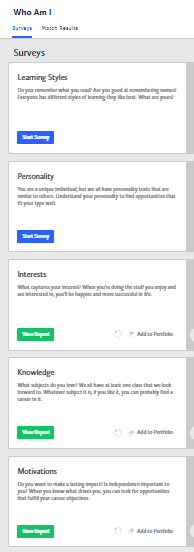 Who Am I
Surveys Match Results
Surveys
Learning Styles
Do you remember what you read? Are you good at remembering names?
Everyone has different styles of learning they like best. What are yours?
Start Survey
Personality
You are a unique individual; but we all have personality traits that are
similar to others. Understand your personality to find opportunities that
fit your type well.
Start Survey
Interests
What captures your interest? When you're doing the stuff you enjoy and
are interested in, you'll be happier and more successful in life.
View Report Add to Portfolio
Knowledge
What subjects do you love? We all have at least one class that we look
forward to. Whatever subject it is, if you like it, you can probably find a
career in it.
View Report Add to Portfolio
Motivations
Do you want to make a lasting impact? Is independence important to
you? When you know what drives you, you can look for opportunities
that fulfill your career objectives.
View Report Add to Portfolio